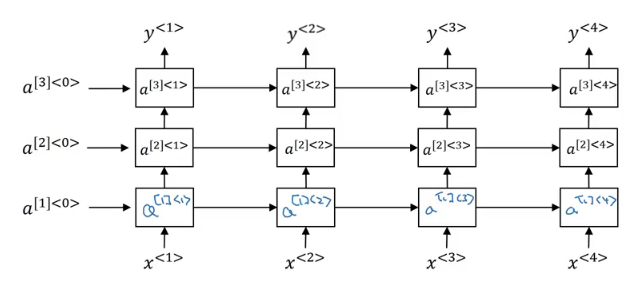 y<1> y<2> y<3> y<4>
a[3]<0> a[3]<1> a[3]<2> a[3]<3> a[3]<4>
a[2]<0> a[2]<1> a[2]<2> a[2]<3> a[2]<4>
a[1]<0> a[1]<1> a[1]<2> a[1]<3> a[1]<4>
x<1> x<2> x<3> x<4>